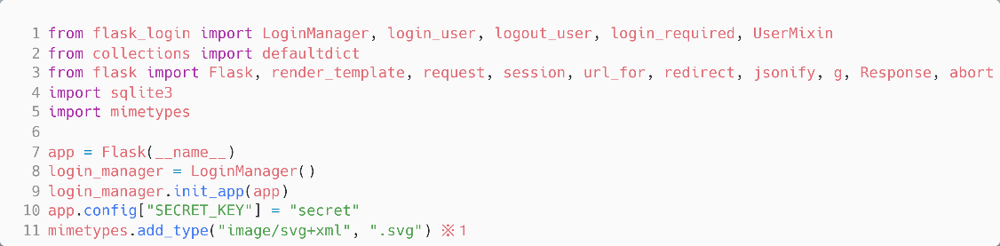 1 from flask_login import LoginManager, login_user, logout_user, login_required, UserMixin
2 from collections import defaultdict
3 from flask import Flask, render_template, request, session, url_for, redirect, jsonify, g, Response, abort
4 import sqlite3
5 import mimetypes
6
7 app = Flask(__name__)
8 login_manager = LoginManager()
9 login_manager.init_app(app)
10 app.config["SECRET_KEY"] = "secret"
11 mimetypes.add_type("image/svg+xml", ".svg") ※1